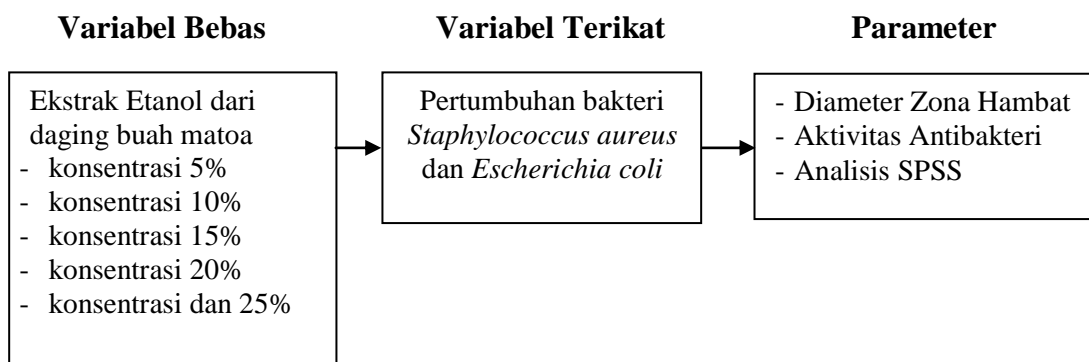 Variabel Bebas
Variabel Terikat
Parameter
Ekstrak Etanol dari
daging buah matoa
- konsentrasi 5%
- konsentrasi 10%
- konsentrasi 15%
- konsentrasi 20%
- konsentrasi dan 25%
Pertumbuhan bakteri
Staphylococcus aureus
dan Escherichia coli
- Diameter Zona Hambat
- Aktivitas Antibakteri
- Analisis SPSS